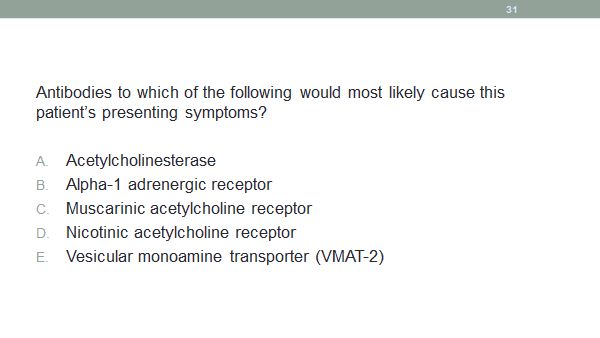 31
Antibodies to which of the following would most likely cause this
patient's presenting symptoms?
A. Acetylcholinesterase
B. Alpha-1 adrenergic receptor
C. Muscarinic acetylcholine receptor
D. Nicotinic acetylcholine receptor
E. Vesicular monoamine transporter (VMAT-2)